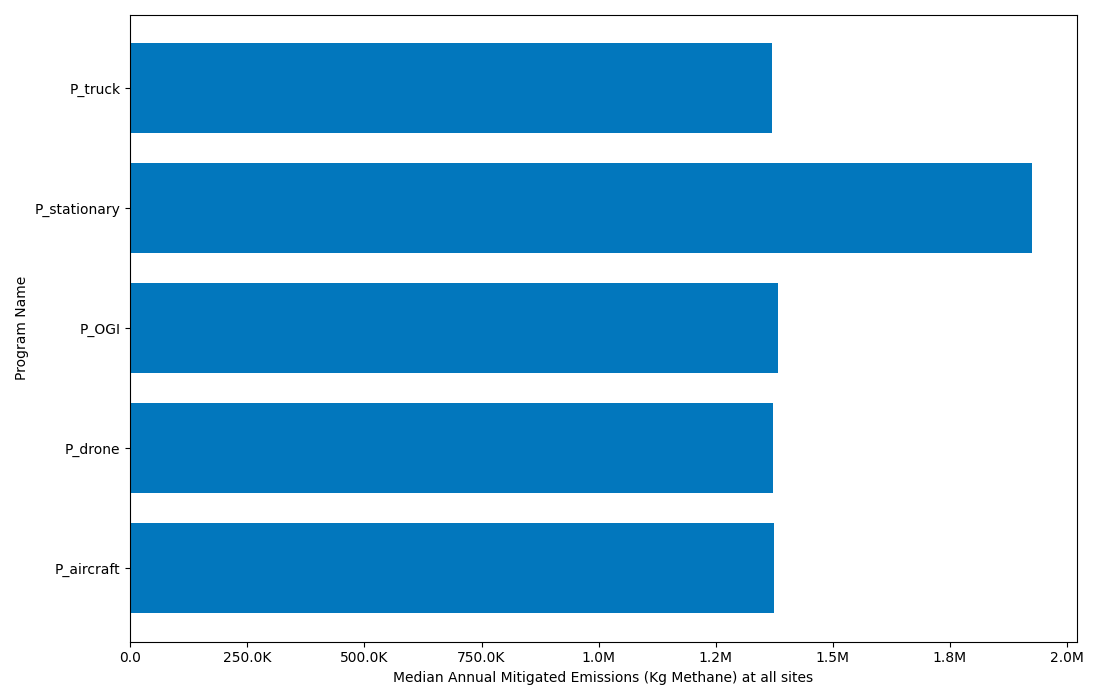 P_truck
P_stationary
P_OGI
P_drone
P_aircraft
Program Name
0.0 250.0K 500.0K 750.0K 1.0M 1.2M 1.5M 1.8M 2.0M
Median Annual Mitigated Emissions (Kg Methane) at all sites